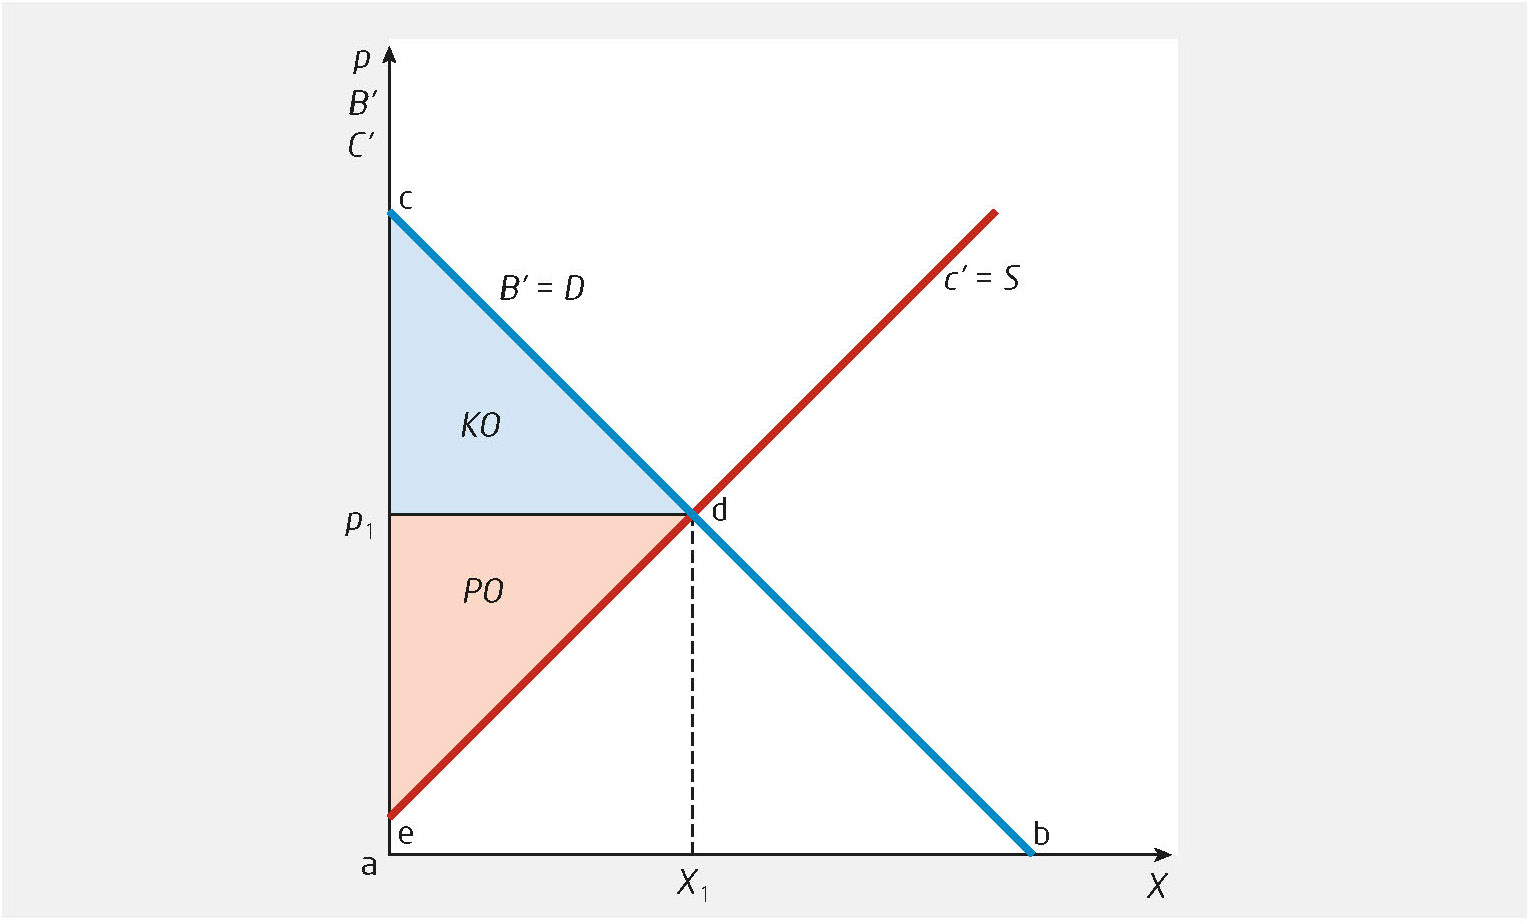 p
B′
C′
c
B′ = D
c′ = S
KO
p₁
d
PO
e
b
a
X₁
X